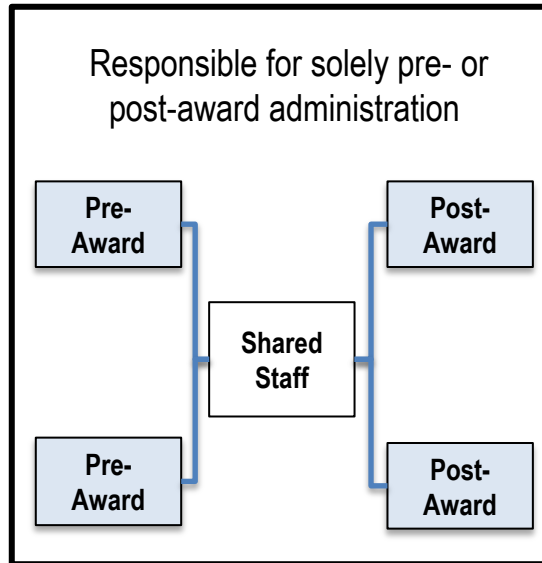 Responsible for solely pre- or
post-award administration
Pre-
Award
Post-
Award
Shared
Staff
Pre-
Award
Post-
Award